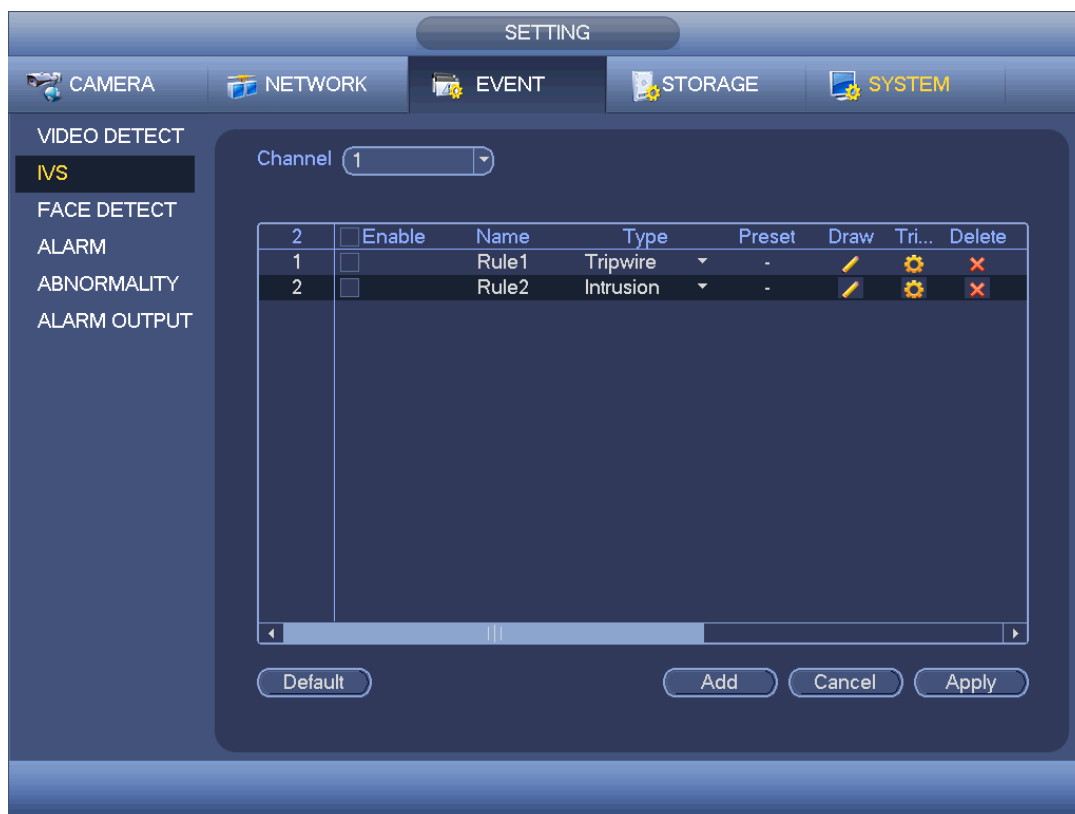 SETTING
CAMERA NETWORK EVENT STORAGE SYSTEM
VIDEO DETECT
IVS
FACE DETECT
ALARM
ABNORMALITY
ALARM OUTPUT
Channel 1
2 Enable Name Type Preset Draw Tri... Delete
1 Rule1 Tripwire -
2 Rule2 Intrusion -
Default Add Cancel Apply